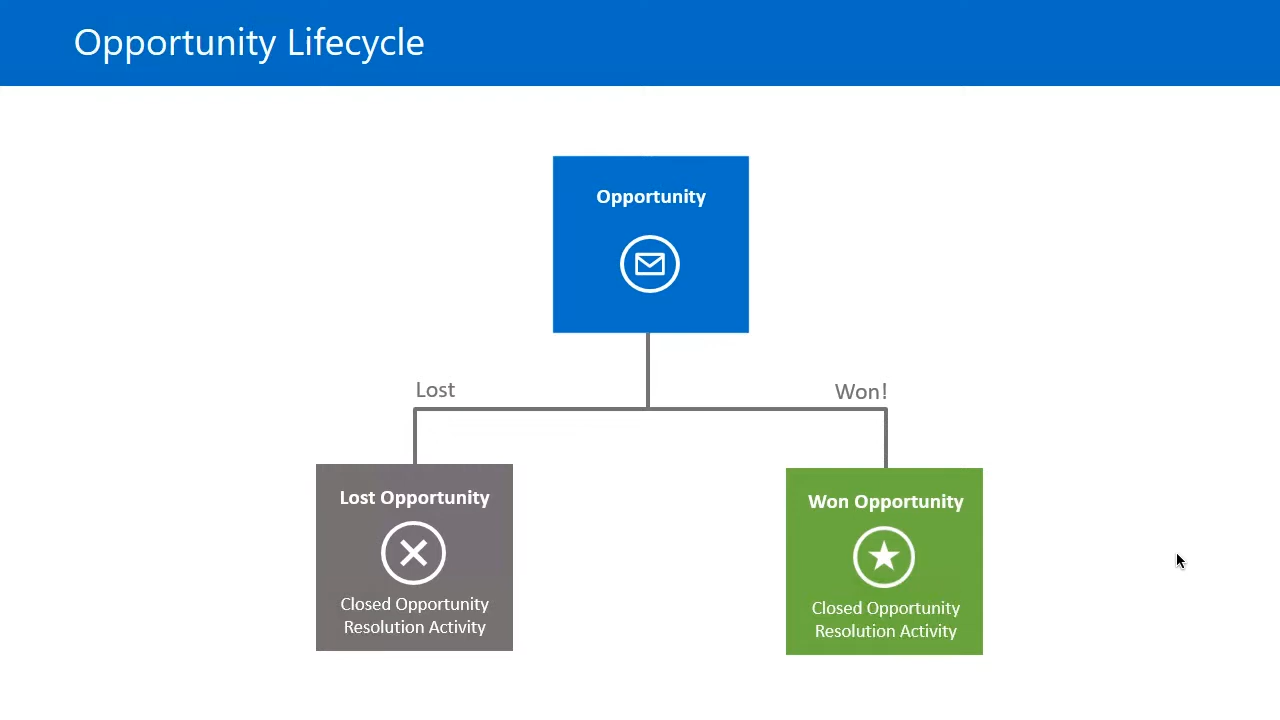 Opportunity Lifecycle
Opportunity
Lost
Won!
Lost Opportunity
Closed Opportunity
Resolution Activity
Won Opportunity
Closed Opportunity
Resolution Activity